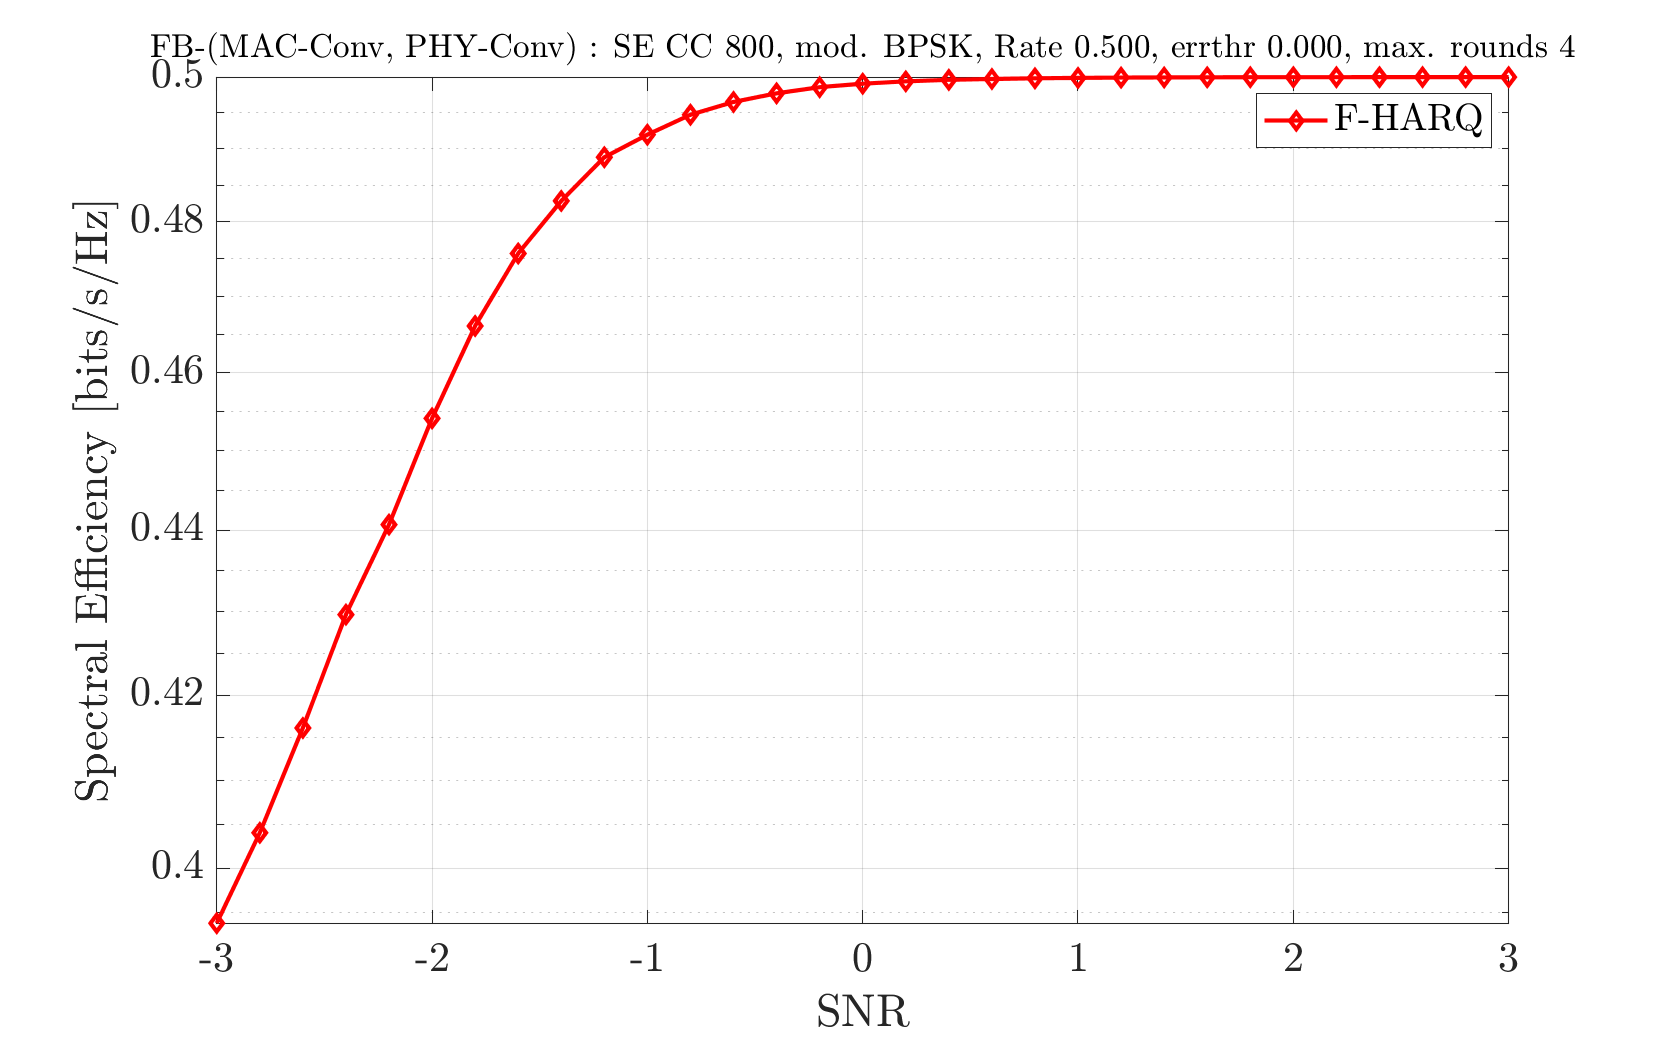 FB-(MAC-Conv, PHY-Conv) : SE CC 800, mod. BPSK, Rate 0.500, errthr 0.000, max. rounds 4
0.5
0.48
0.46
0.44
0.42
0.4
Spectral Efficiency [bits/s/Hz]
F-HARQ
-3 -2 -1 0 1 2 3
SNR